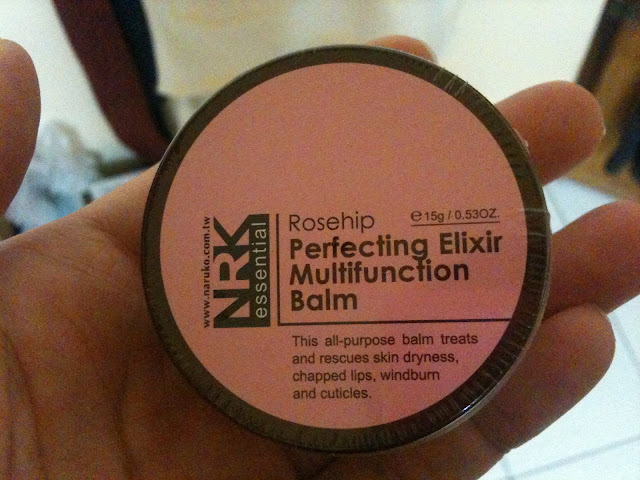 www.naruko.com.tw
NRK
essential
Rosehip
℮15g / 0.53OZ.
Perfecting Elixir
Multifunction
Balm
This all-purpose balm treats
and rescues skin dryness,
chapped lips, windburn
and cuticles.